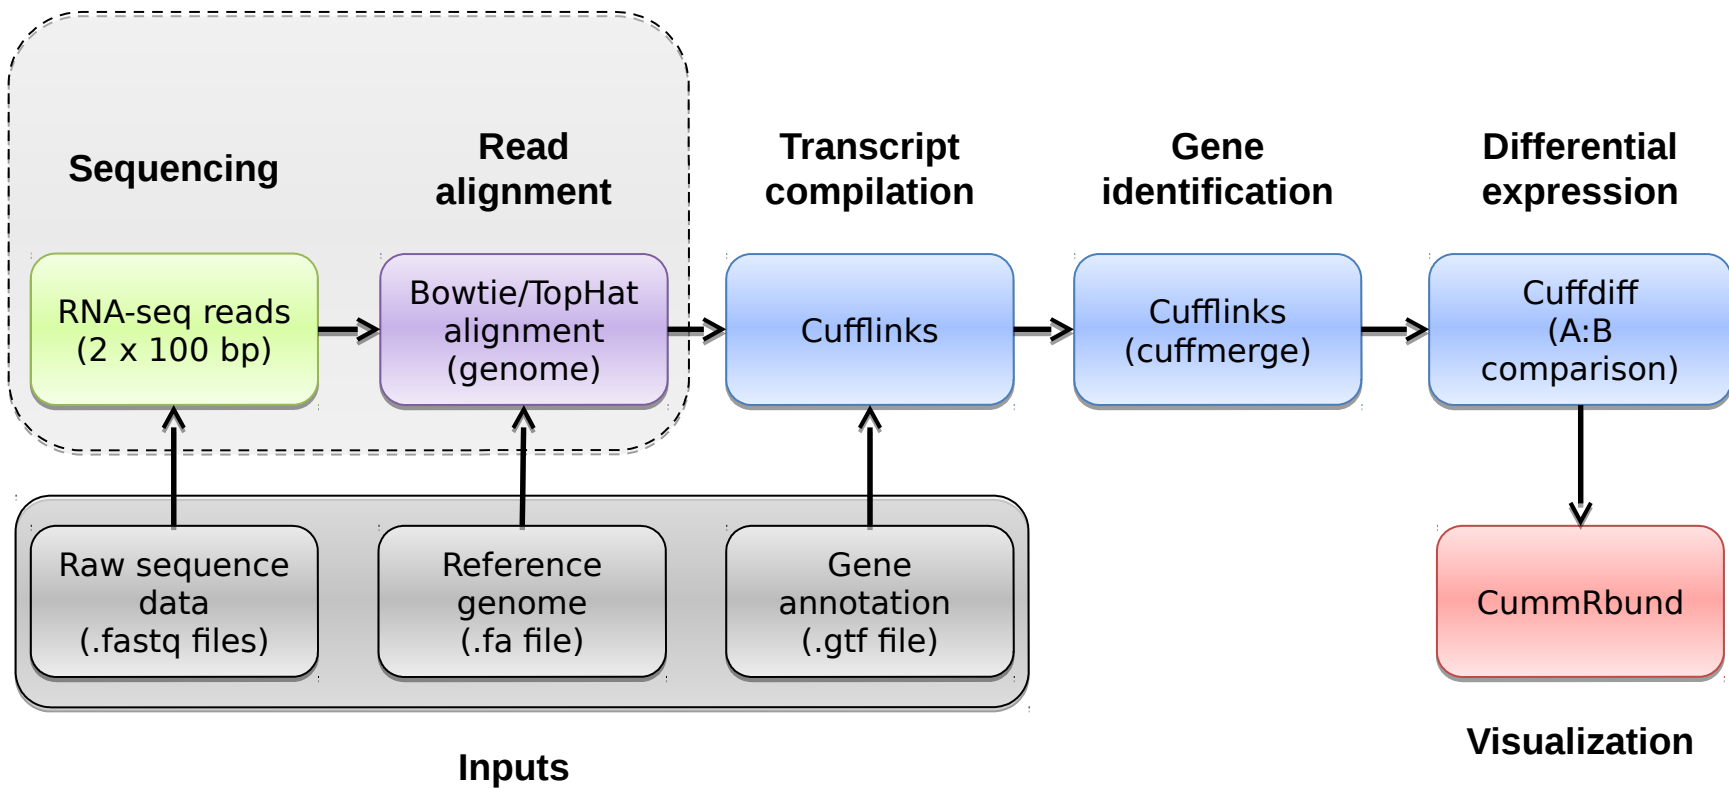 Sequencing
Read
alignment
Transcript
compilation
Gene
identification
Differential
expression
RNA-seq reads
(2 x 100 bp)
Bowtie/TopHat
alignment
(genome)
Cufflinks
Cufflinks
(cuffmerge)
Cuffdiff
(A:B
comparison)
Raw sequence
data
(.fastq files)
Reference
genome
(.fa file)
Gene
annotation
(.gtf file)
CummRbund
Inputs
Visualization